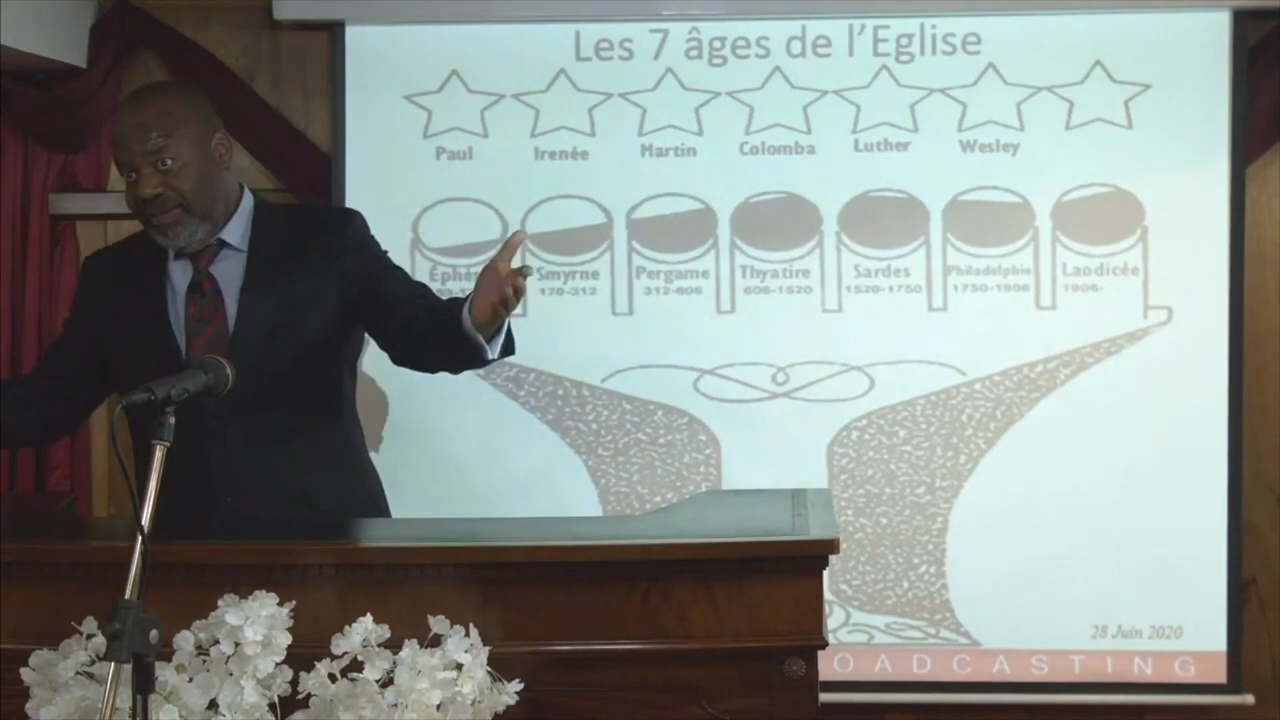 Les 7 âges de l'Eglise
Paul Irenée Martin Colomba Luther Wesley
Smyrne Pergame Thyatire Sardes Philadelphie Laodicée
170-312 312-606 606-1520 1520-1750 1750-1906 1906-
28 Juin 2020
OADCASTING